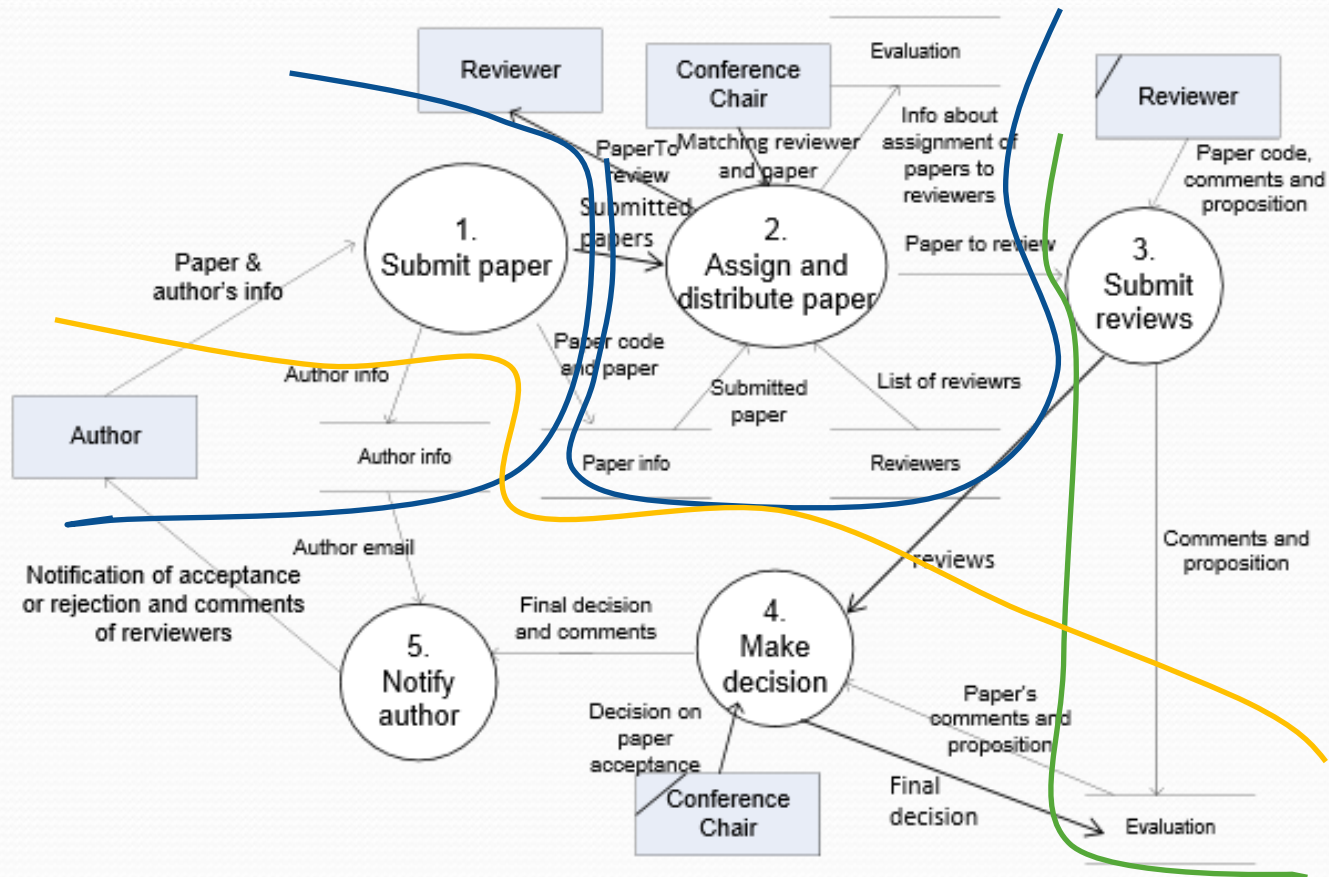 Reviewer
Conference
Chair
Evaluation
Reviewer
PaperTo
review
Matching reviewer
and paper
Info about
assignment of
papers to
reviewers
Paper code,
comments and
proposition
1.
Submit paper
Submitted
papers
2.
Assign and
distribute paper
Paper to review
3.
Submit
reviews
Paper &
author's info
Author info
Paper code
and paper
Submitted
paper
List of reviewrs
Author
Author info
Paper info
Reviewers
Author email
Notification of acceptance
or rejection and comments
of rerviewers
reviews
Comments and
proposition
5.
Notify
author
Final decision
and comments
4.
Make
decision
Decision on
paper
acceptance
Paper's
comments and
proposition
Conference
Chair
Final
decision
Evaluation